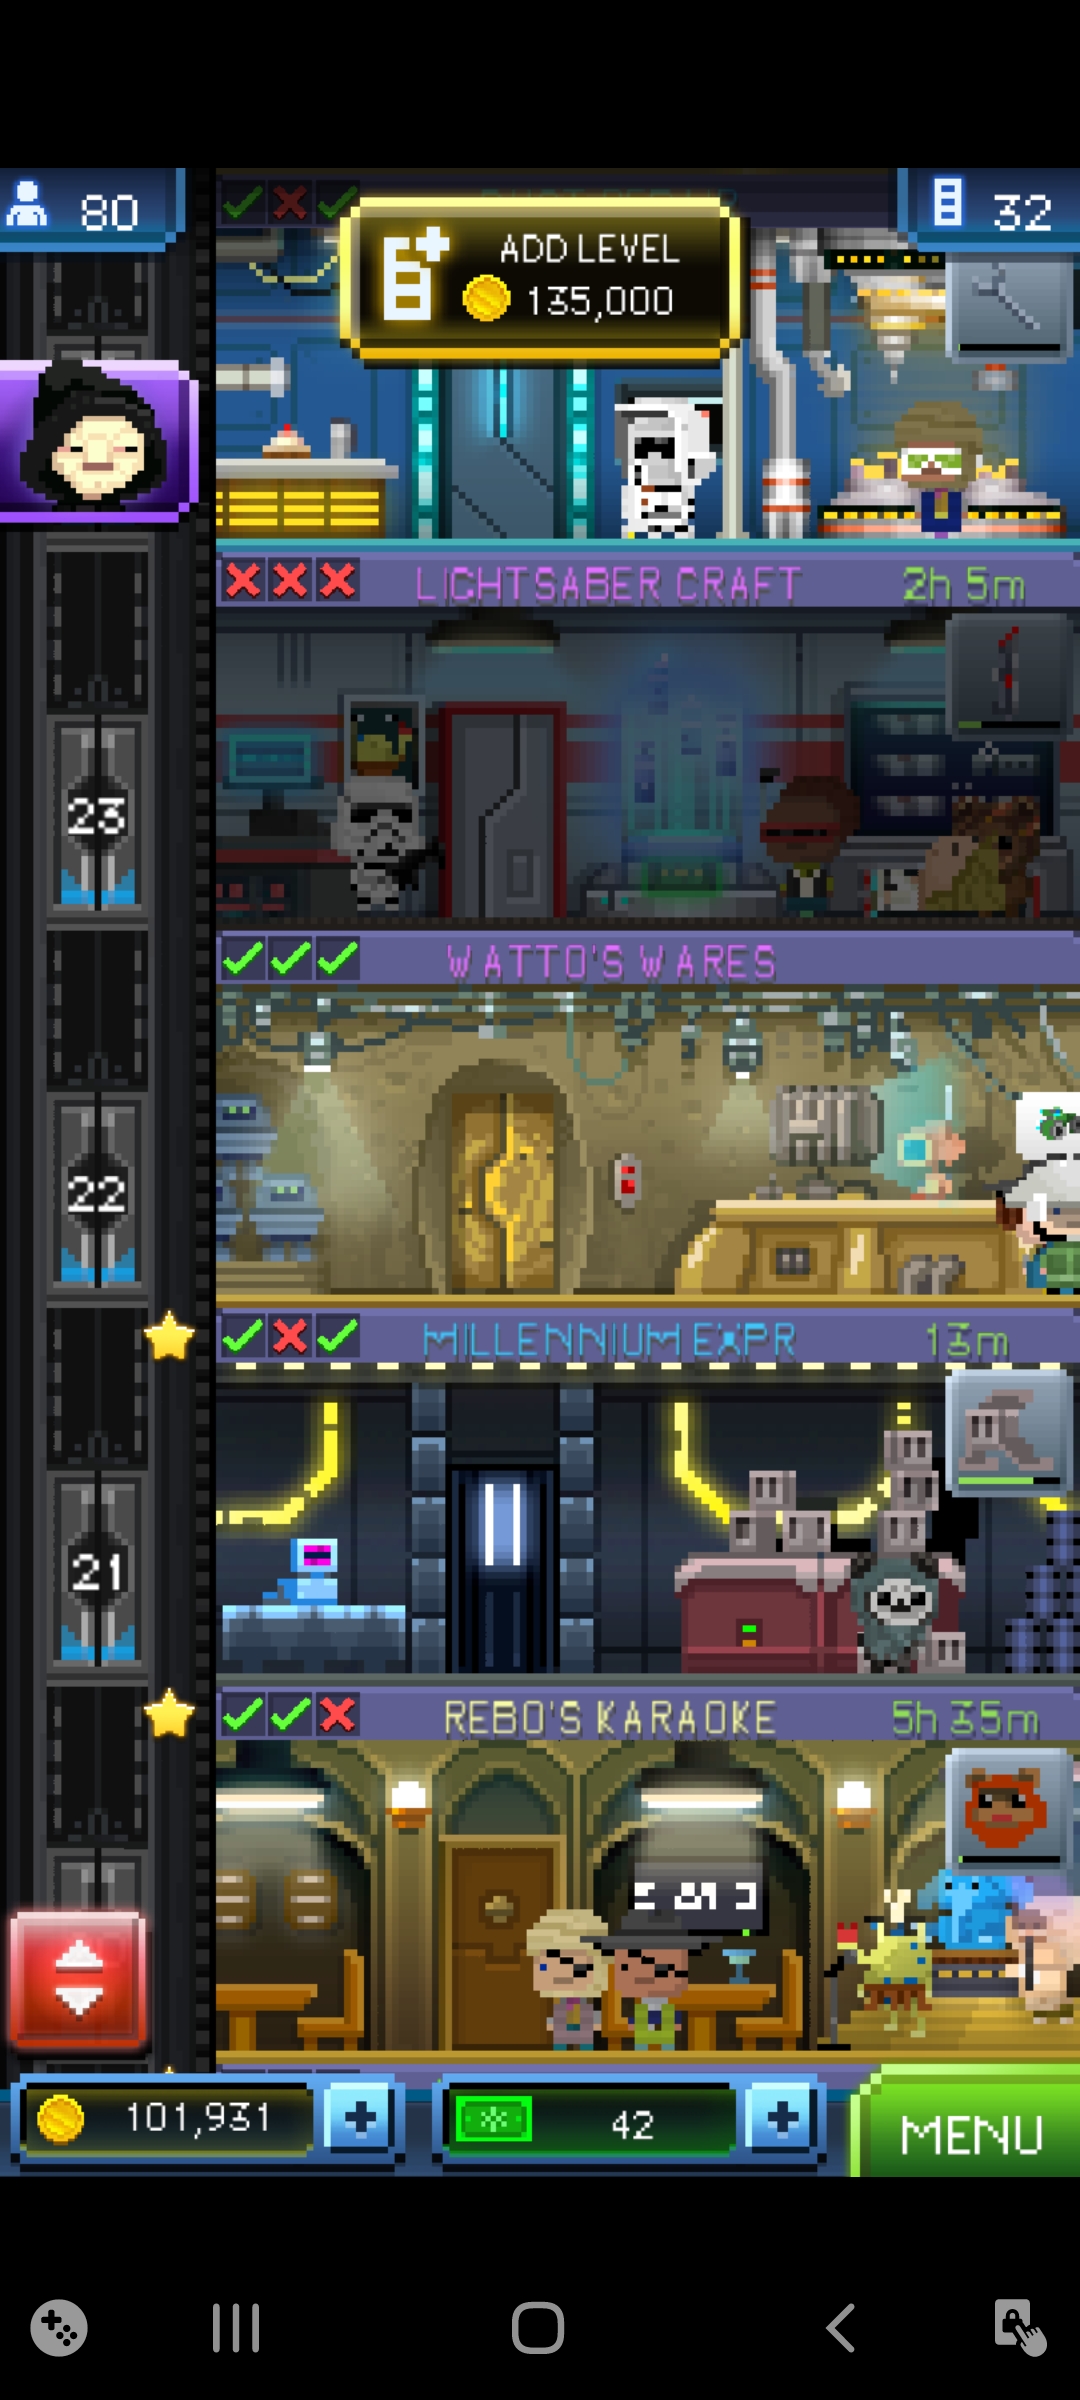 80
ADD LEVEL
135,000
32
LIGHTSABER CRAFT 2h 5m
23
WATTO'S WARES
22
MILLENNIUM EXPR 13m
21
REBO'S KARAOKE 5h 35m
101,931
42
MENU